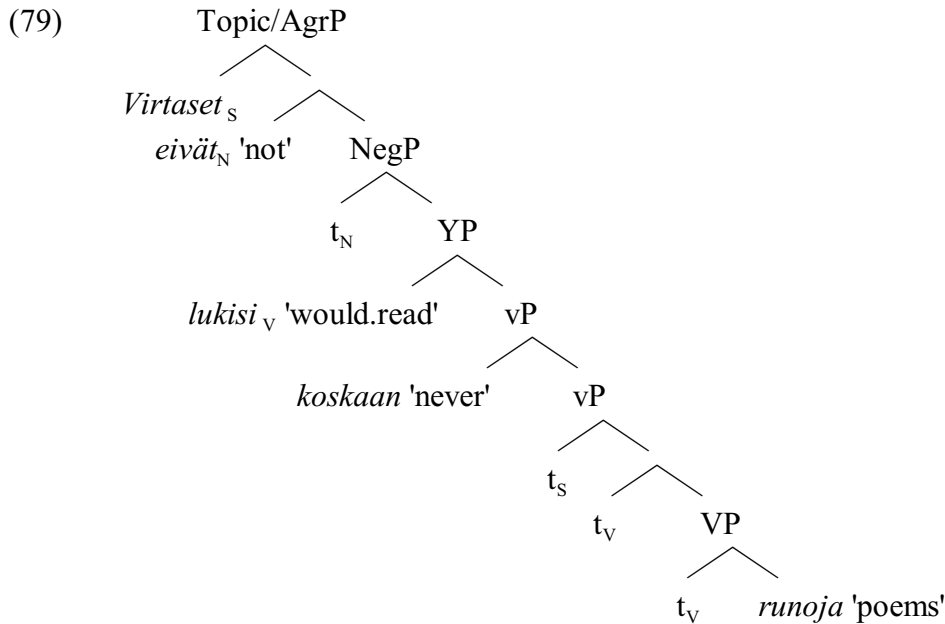 (79) Topic/AgrP
Virtaset S
eivät N 'not' NegP
t N YP
lukisi V 'would.read' vP
koskaan 'never' vP
t S
t V VP
t V runoja 'poems'